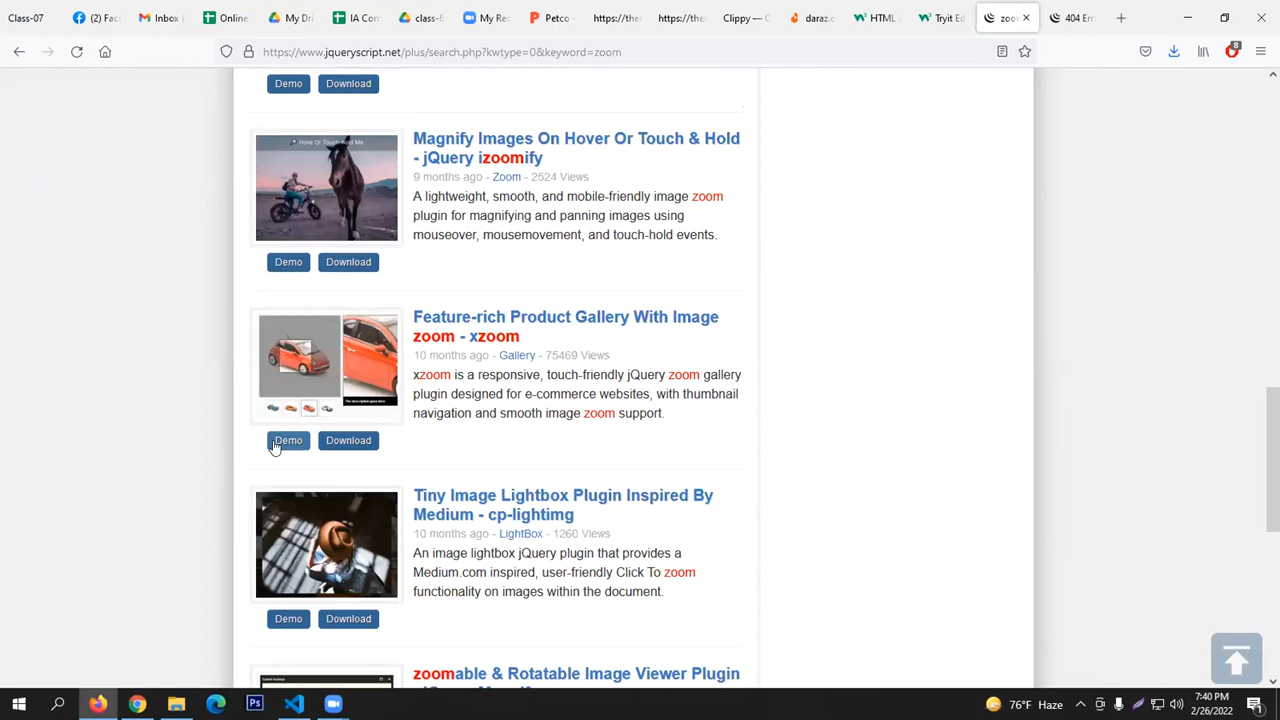 Class-07
(2) Fac
Inbox (
Online
My Dri
IA Con
class-6
My Rec
Petco -
https://the
https://the
Clippy —
daraz.c
HTML
Tryit Ed
zoom
404 Err
https://www.jqueryscript.net/plus/search.php?kwtype=0&keyword=zoom
8
Demo
Download
Magnify Images On Hover Or Touch & Hold
- jQuery izoomify
Hove Or Touch-hold Me
9 months ago - Zoom - 2524 Views
A lightweight, smooth, and mobile-friendly image zoom
plugin for magnifying and panning images using
mouseover, mousemovement, and touch-hold events.
Demo
Download
Feature-rich Product Gallery With Image
zoom - xzoom
10 months ago - Gallery - 75469 Views
xzoom is a responsive, touch-friendly jQuery zoom gallery
plugin designed for e-commerce websites, with thumbnail
navigation and smooth image zoom support.
Demo
Download
Tiny Image Lightbox Plugin Inspired By
Medium - cp-lightimg
10 months ago - LightBox - 1260 Views
An image lightbox jQuery plugin that provides a
Medium.com inspired, user-friendly Click To zoom
functionality on images within the document.
Demo
Download
zoomable & Rotatable Image Viewer Plugin
76°F Haze
7:40 PM
2/26/2022